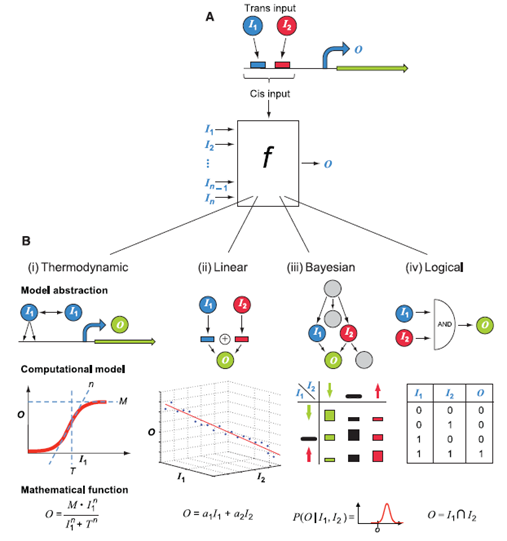 A
Trans input
I1 I2 O
Cis input
I1
I2
⋮
In−1
In
f
O
B
(i) Thermodynamic (ii) Linear (iii) Bayesian (iv) Logical
Model abstraction
I1 I1 O
I1 I2 + O
I1 I2 O
I1 I2 AND O
Computational model
O n M I1 T
O I1 I2
I1 I2
I1 I2 O
0 0 0
0 1 0
1 0 0
1 1 1
Mathematical function
O = M · I1^n / I1^n + T^n
O = a1I1 + a2I2
P(O|I1, I2) = O
O = I1 ∩ I2